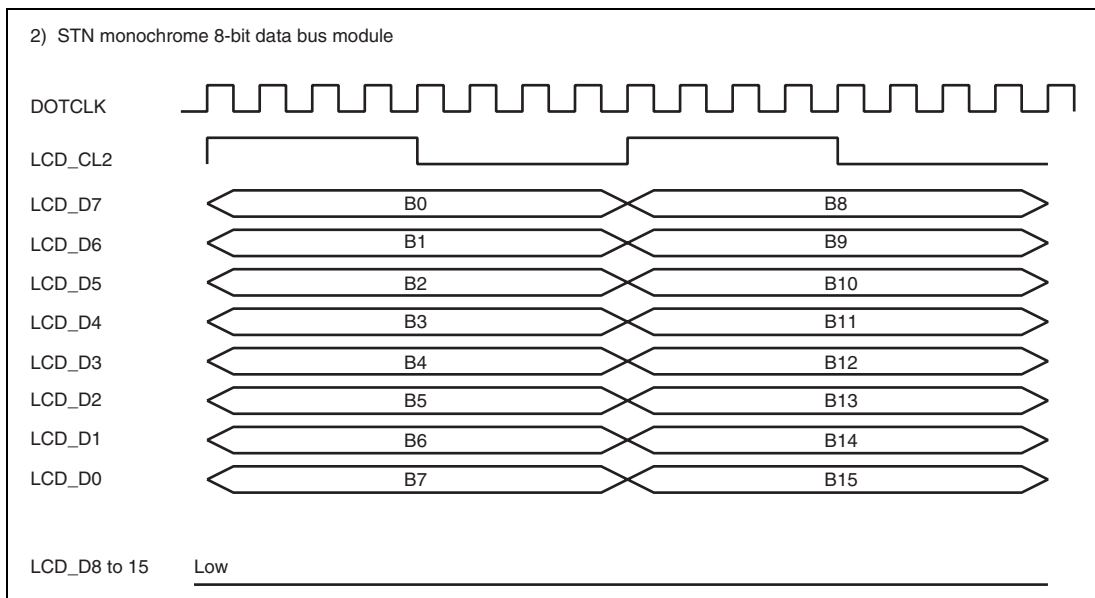 2) STN monochrome 8-bit data bus module
DOTCLK
LCD_CL2
LCD_D7 B0 B8
LCD_D6 B1 B9
LCD_D5 B2 B10
LCD_D4 B3 B11
LCD_D3 B4 B12
LCD_D2 B5 B13
LCD_D1 B6 B14
LCD_D0 B7 B15
LCD_D8 to 15 Low